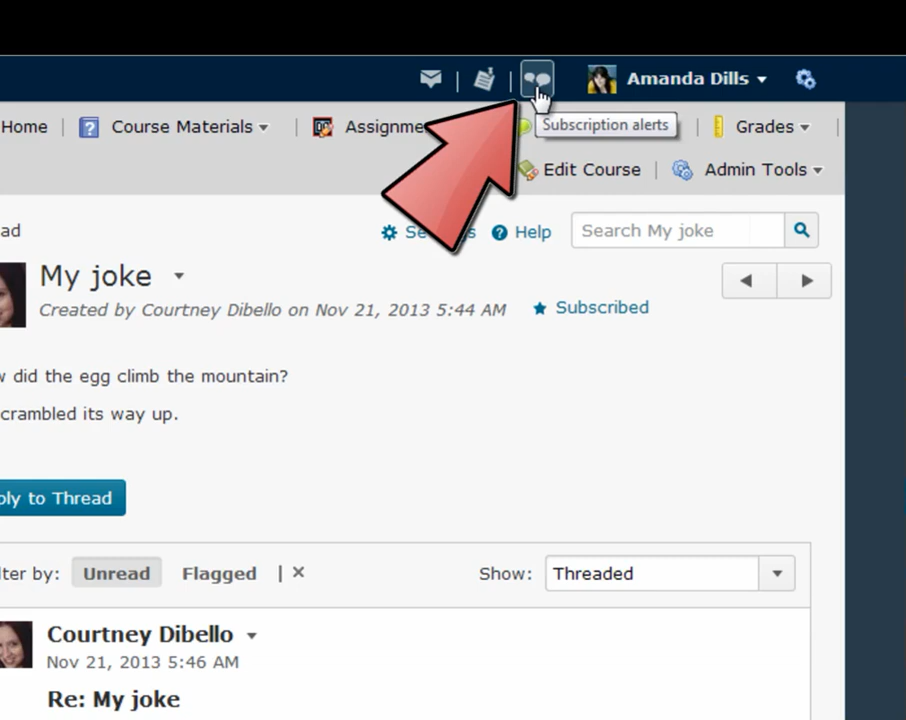 Amanda Dills
Home | Course Materials | Assignme | Grades
Subscription alerts
Edit Course | Admin Tools
ad
Se s Help Search My joke
My joke
Created by Courtney Dibello on Nov 21, 2013 5:44 AM Subscribed
w did the egg climb the mountain?
crambled its way up.
ply to Thread
lter by: Unread Flagged | × Show: Threaded
Courtney Dibello
Nov 21, 2013 5:46 AM
Re: My joke